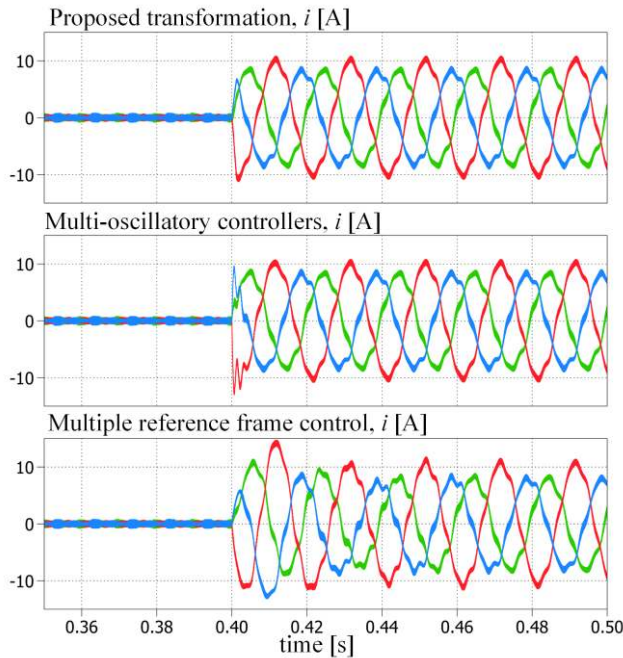 Proposed transformation, i [A]
10
0
-10
Multi-oscillatory controllers, i [A]
10
0
-10
Multiple reference frame control, i [A]
10
0
-10
0.36 0.38 0.40 0.42 0.44 0.46 0.48 0.50
time [s]